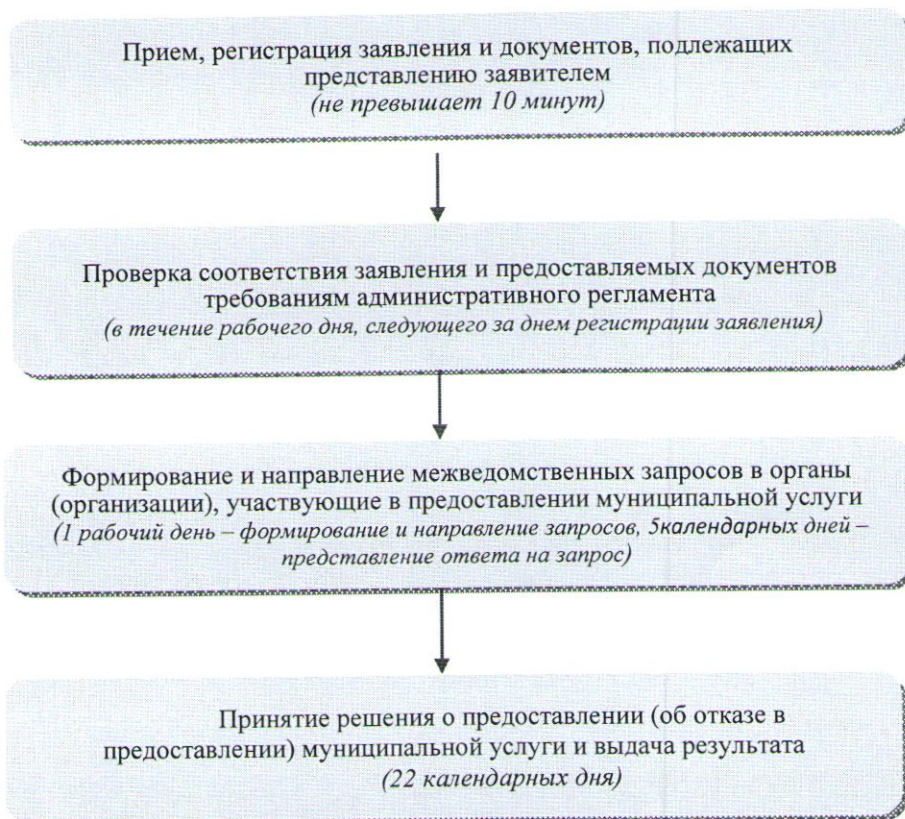 Прием, регистрация заявления и документов, подлежащих
представлению заявителем
(не превышает 10 минут)
Проверка соответствия заявления и предоставляемых документов
требованиям административного регламента
(в течение рабочего дня, следующего за днем регистрации заявления)
Формирование и направление межведомственных запросов в органы
(организации), участвующие в предоставлении муниципальной услуги
(1 рабочий день – формирование и направление запросов, 5календарных дней –
представление ответа на запрос)
Принятие решения о предоставлении (об отказе в
предоставлении) муниципальной услуги и выдача результата
(22 календарных дня)